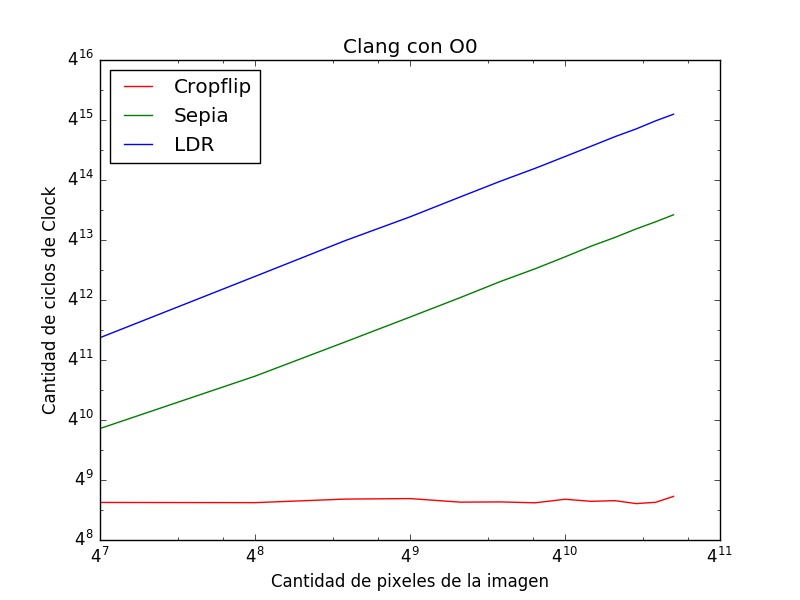 Clang con O0
Cropflip
Sepia
LDR
Cantidad de ciclos de Clock
4^16
4^15
4^14
4^13
4^12
4^11
4^10
4^9
4^8
4^7
4^8
4^9
4^10
4^11
Cantidad de pixeles de la imagen